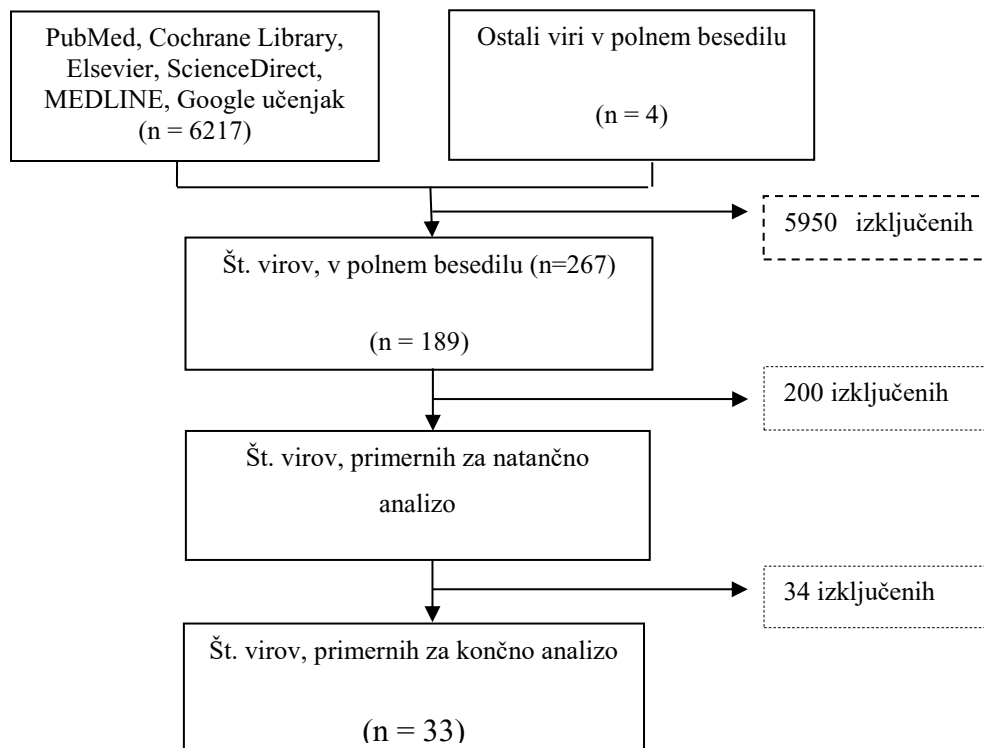 PubMed, Cochrane Library,
Elsevier, ScienceDirect,
MEDLINE, Google učenjak
(n = 6217)
Ostali viri v polnem besedilu
(n = 4)
5950 izključenih
Št. virov, v polnem besedilu (n=267)
(n = 189)
200 izključenih
Št. virov, primernih za natančno
analizo
34 izključenih
Št. virov, primernih za končno analizo
(n = 33)